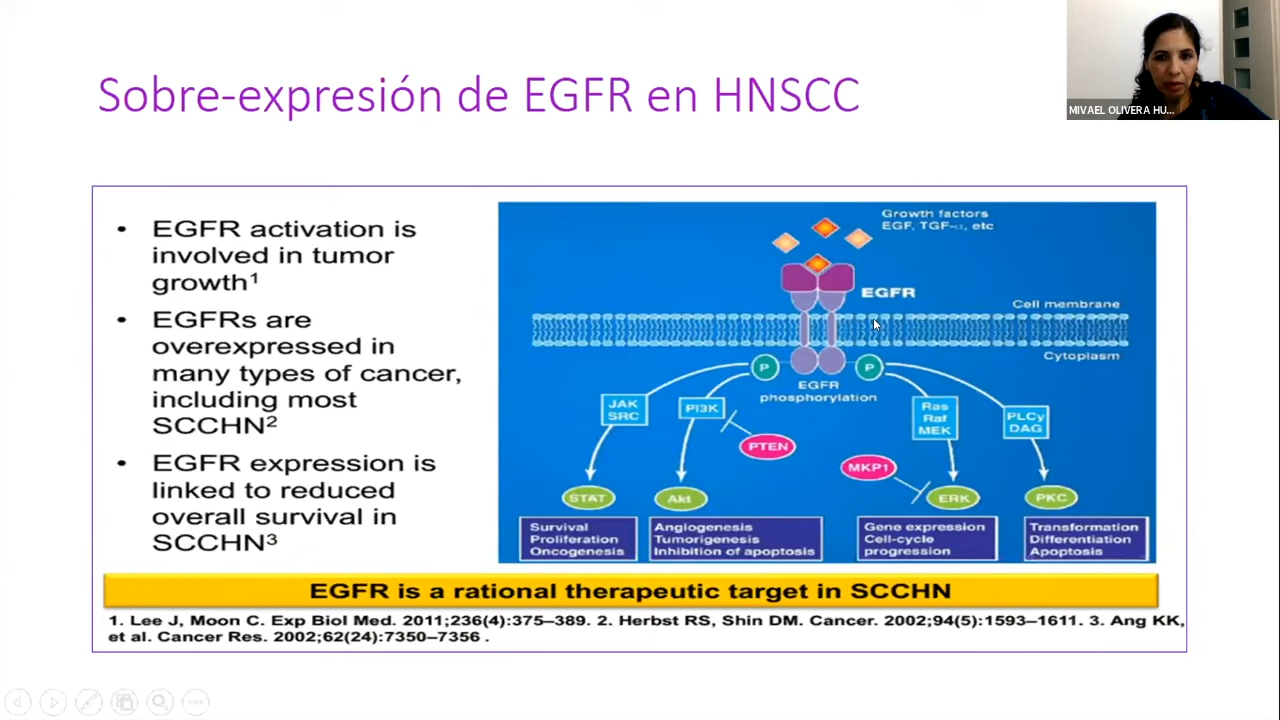 Sobre-expresión de EGFR en HNSCC
MIVAEL OLIVERA HU...
• EGFR activation is
involved in tumor
growth¹
• EGFRs are
overexpressed in
many types of cancer,
including most
SCCHN²
• EGFR expression is
linked to reduced
overall survival in
SCCHN³
Growth factors
EGF, TGF-α, etc
EGFR
Cell membrane
Cytoplasm
P
P
EGFR
phosphorylation
JAK
SRC
PI3K
Ras
Raf
MEK
PLCγ
DAG
PTEN
MKP1
STAT
Akt
ERK
PKC
Survival
Proliferation
Oncogenesis
Angiogenesis
Tumorigenesis
Inhibition of apoptosis
Gene expression
Cell-cycle
progression
Transformation
Differentiation
Apoptosis
EGFR is a rational therapeutic target in SCCHN
1. Lee J, Moon C. Exp Biol Med. 2011;236(4):375–389. 2. Herbst RS, Shin DM. Cancer. 2002;94(5):1593–1611. 3. Ang KK,
et al. Cancer Res. 2002;62(24):7350–7356 .